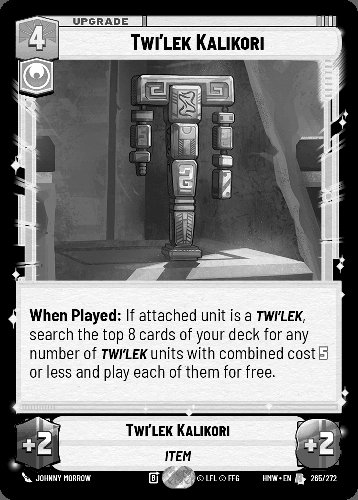 UPGRADE
4
TWI'LEK KALIKORI
When Played: If attached unit is a TWI'LEK,
search the top 8 cards of your deck for any
number of TWI'LEK units with combined cost 5
or less and play each of them for free.
+2
TWI'LEK KALIKORI
+2
ITEM
JOHNNY MORROW
© LFL © FFG
HMW • EN
265/272